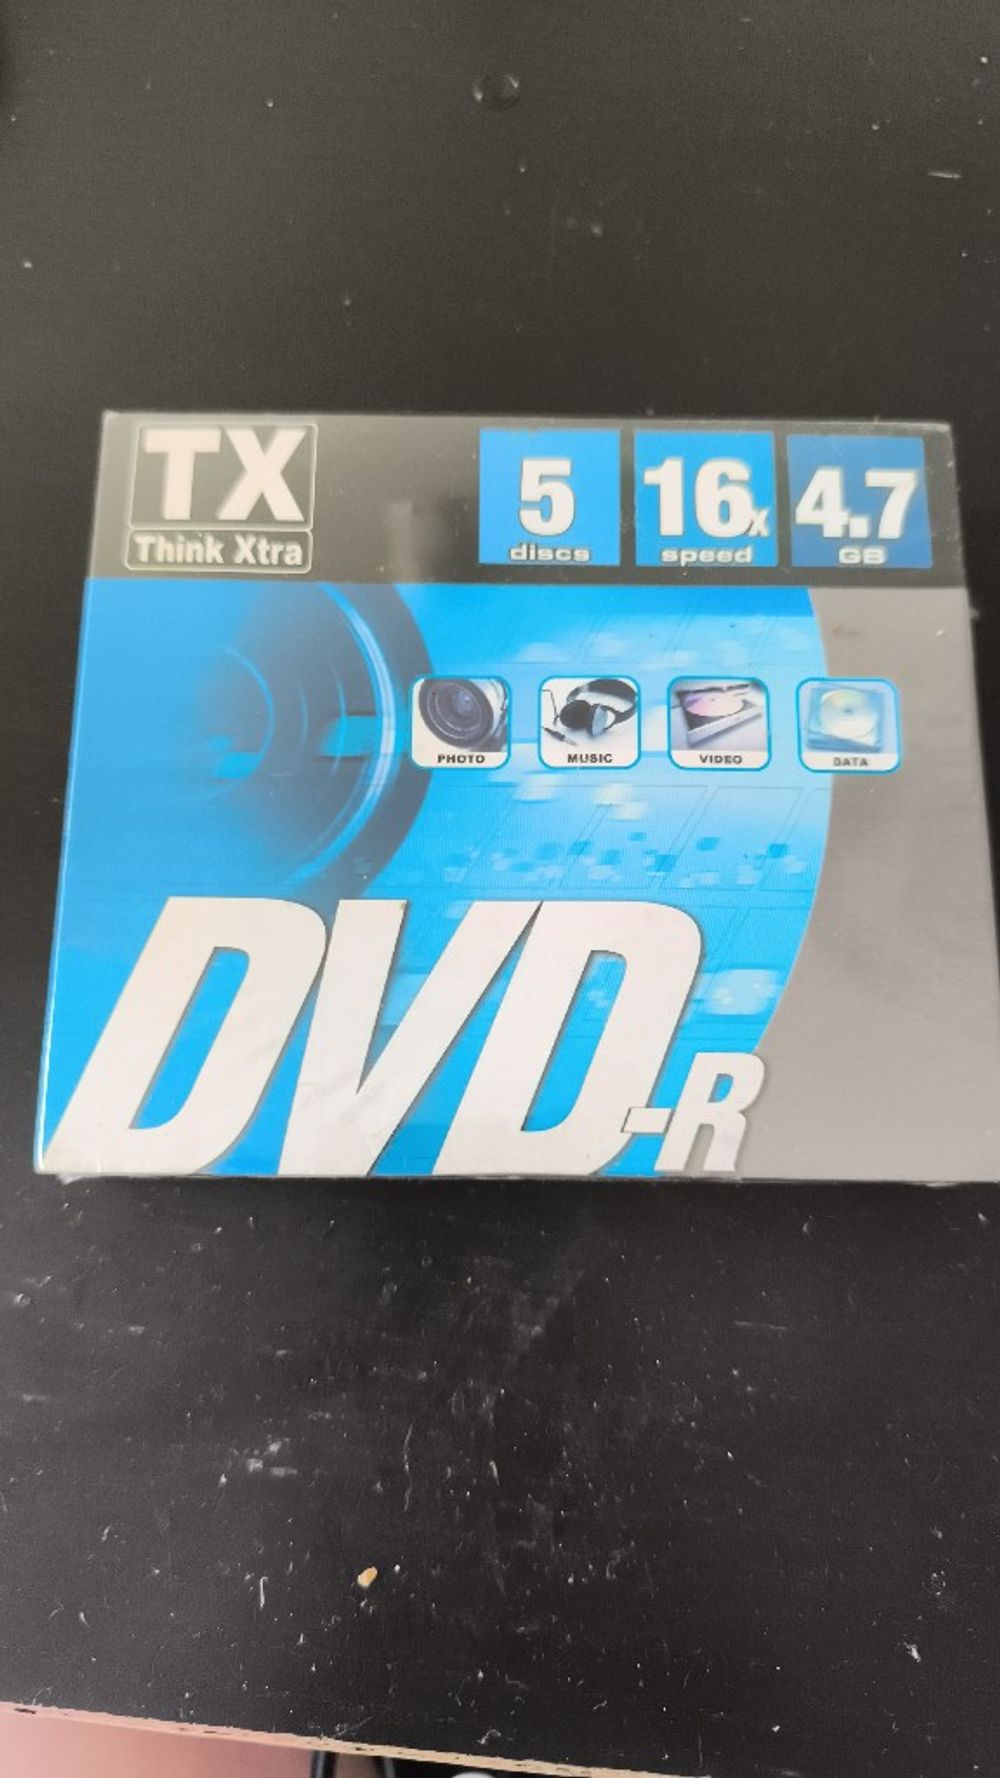 TX
Think Xtra
5
discs
16x
speed
4.7
GB
PHOTO
MUSIC
VIDEO
DATA
DVD-R